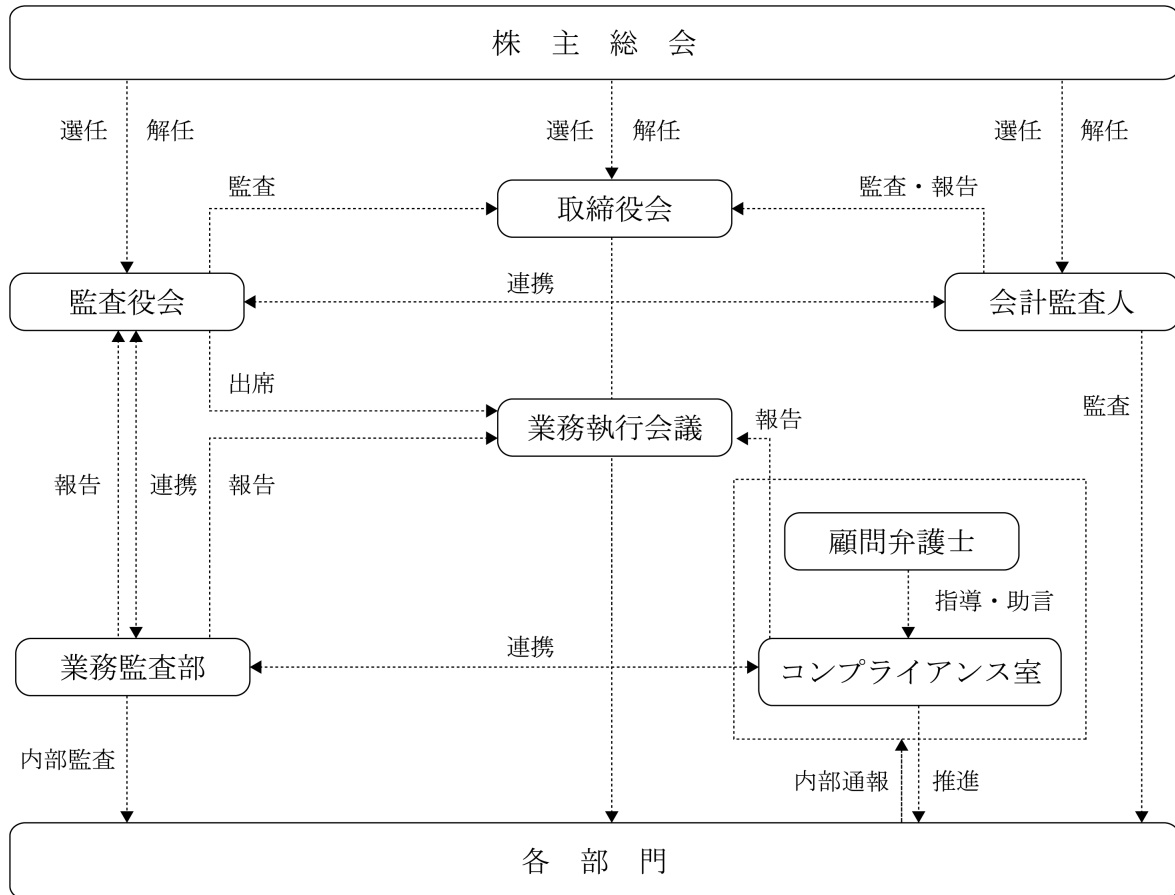 株 主 総 会
選任 解任
選任 解任
選任 解任
監査
監査・報告
取締役会
連携
監査役会
会計監査人
出席
監査
業務執行会議
報告
報告
連携
報告
顧問弁護士
指導・助言
連携
業務監査部
コンプライアンス室
内部監査
内部通報
推進
各 部 門